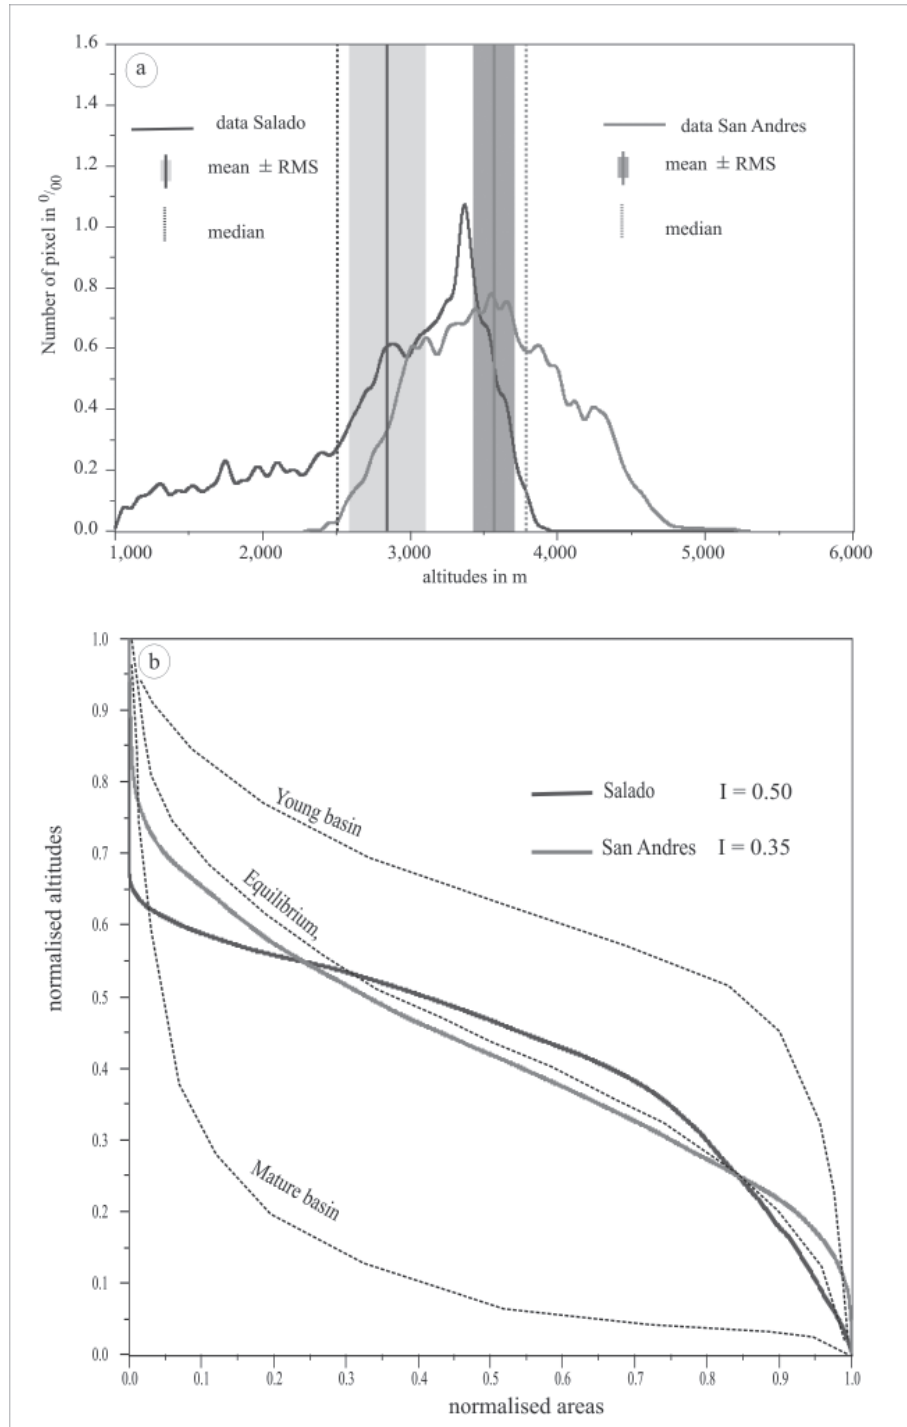 a
1.6
1.4
1.2
1.0
0.8
0.6
0.4
0.2
0.0
Number of pixel in 0/00
data Salado
mean ± RMS
median
data San Andres
mean ± RMS
median
1,000
2,000
3,000
4,000
5,000
6,000
altitudes in m
b
1.0
0.9
0.8
0.7
0.6
0.5
0.4
0.3
0.2
0.1
0.0
normalised altitudes
Young basin
Equilibrium,
Mature basin
Salado I = 0.50
San Andres I = 0.35
0.0 0.1 0.2 0.3 0.4 0.5 0.6 0.7 0.8 0.9 1.0
normalised areas